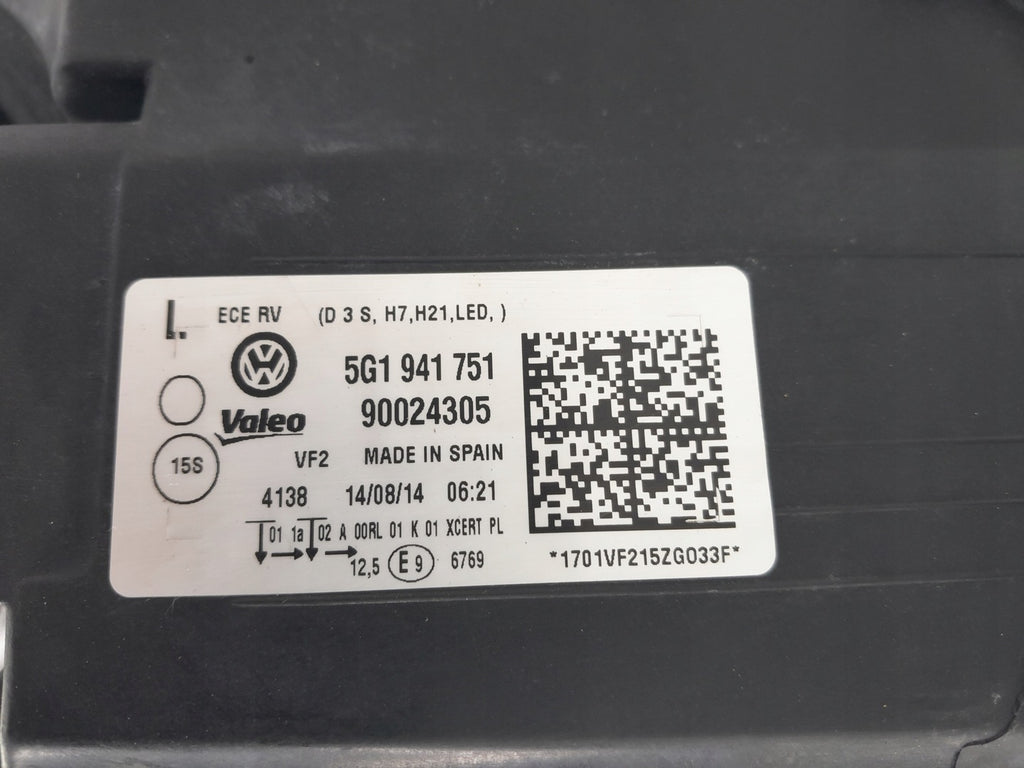 L ECE RV (D 3 S, H7,H21,LED, )
5G1 941 751
Valeo 90024305
15S VF2 MADE IN SPAIN
4138 14/08/14 06:21
01 1a 02 A 00RL 01 K 01 XCERT PL
12,5 E 9 6769
*1701VF215ZG033F*